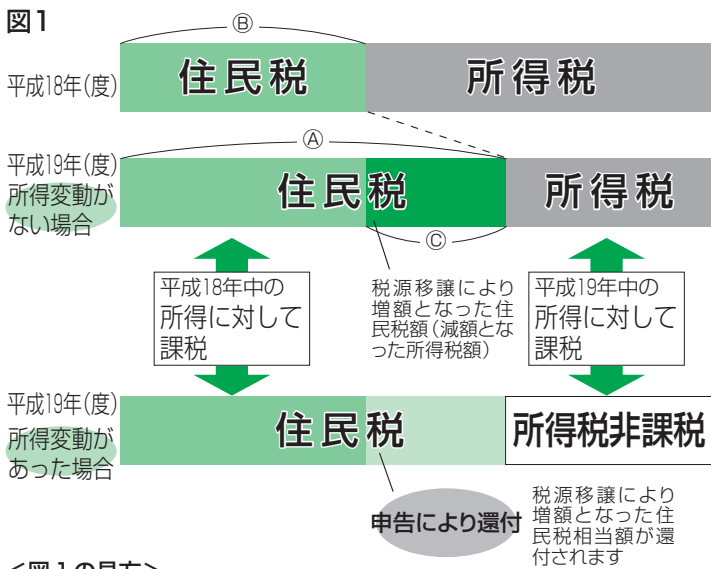 図1
Ⓑ
平成18年(度)
住民税
所得税
Ⓐ
平成19年(度)
所得変動が
ない場合
住民税
所得税
Ⓒ
平成18年中の
所得に対して
課税
税源移譲により
増額となった住
民税額(減額とな
った所得税額)
平成19年中の
所得に対して
課税
平成19年(度)
所得変動が
あった場合
住民税
所得税非課税
申告により還付
税源移譲により
増額となった住
民税相当額が還
付されます
<図1の見方>